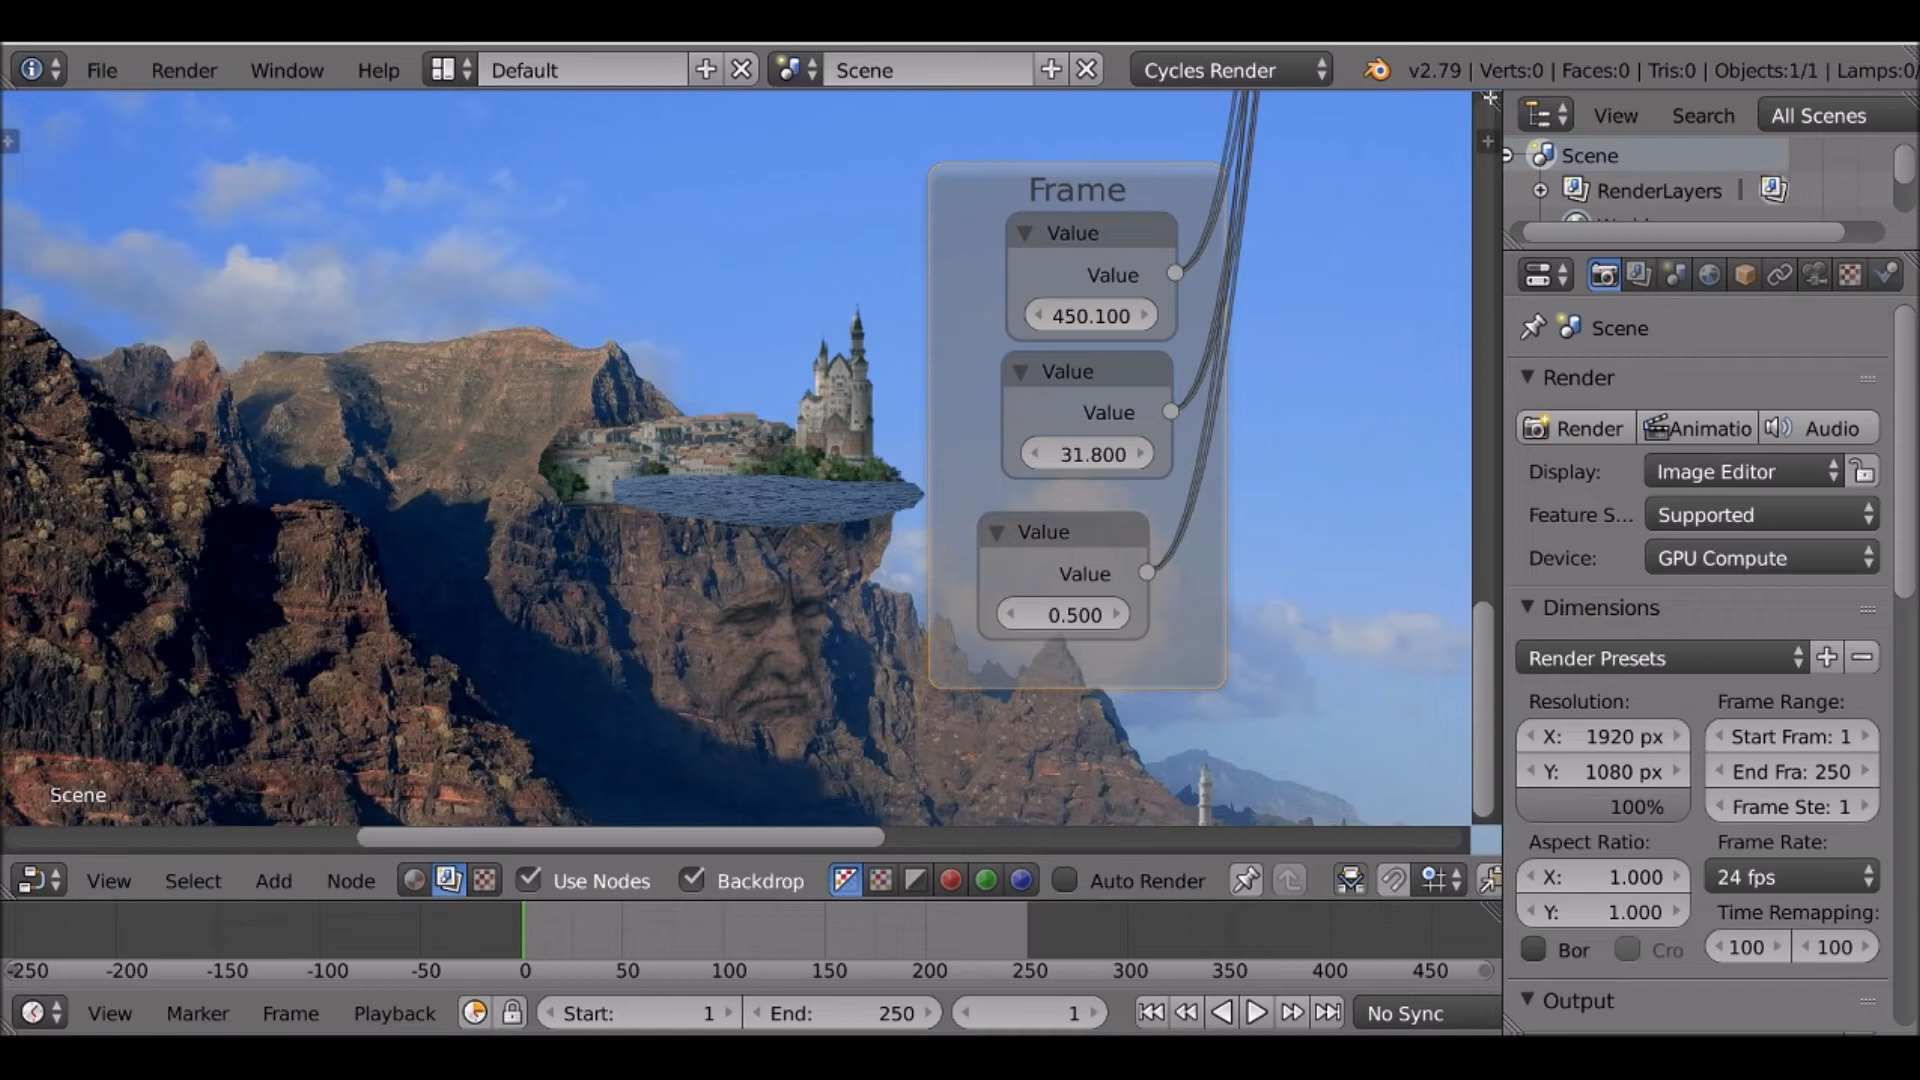 File Render Window Help Default Scene Cycles Render v2.79 | Verts:0 | Faces:0 | Tris:0 | Objects:1/1 | Lamps:0/
View Search All Scenes
Scene
RenderLayers |
Frame
Value
Value
450.100
Value
Value
31.800
Value
Value
0.500
Scene
Scene
Render
Render Animatio Audio
Display: Image Editor
Feature S... Supported
Device: GPU Compute
Dimensions
Render Presets
Resolution: Frame Range:
X: 1920 px Start Fram: 1
Y: 1080 px End Fra: 250
100% Frame Ste: 1
Aspect Ratio: Frame Rate:
X: 1.000 24 fps
Y: 1.000 Time Remapping:
Bor Cro 100 100
Output
View Select Add Node Use Nodes Backdrop Auto Render
-250 -200 -150 -100 -50 0 50 100 150 200 250 300 350 400 450
View Marker Frame Playback Start: 1 End: 250 1 No Sync